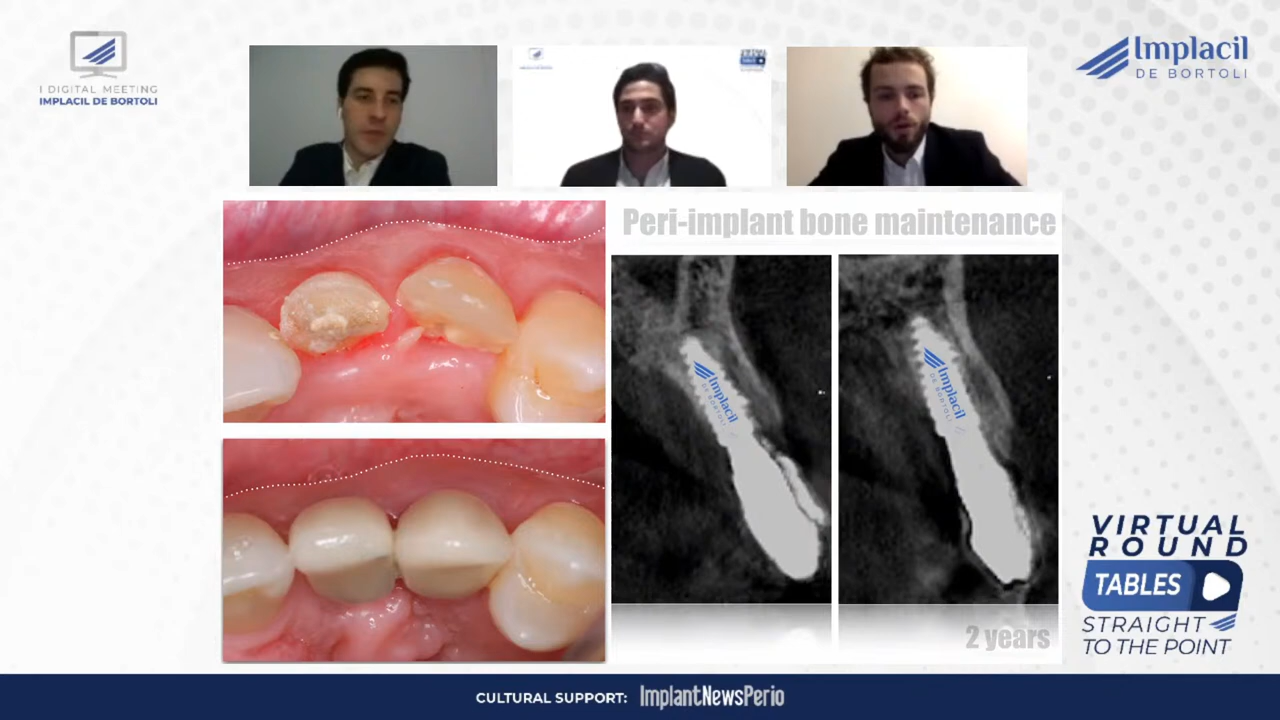 I DIGITAL MEETING
IMPLACIL DE BORTOLI
Implacil
DE BORTOLI
Peri-implant bone maintenance
Implacil
DE BORTOLI
Implacil
DE BORTOLI
2 years
VIRTUAL
ROUND
TABLES
STRAIGHT
TO THE POINT
CULTURAL SUPPORT: ImplantNewsPerio